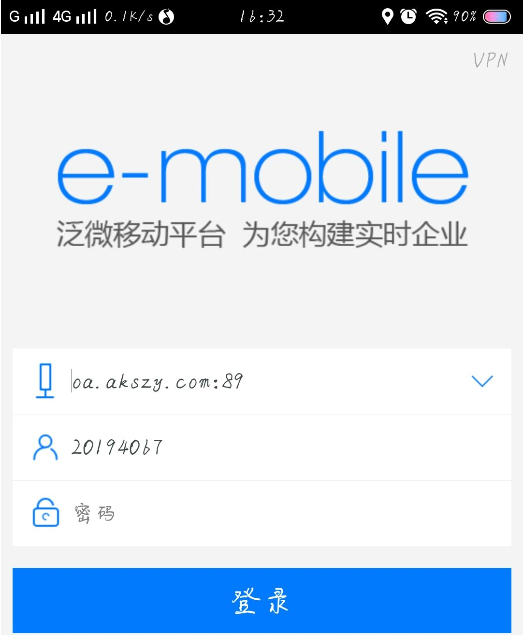 G 4G 0.1K/s 16:32 90%
VPN
e-mobile
泛微移动平台 为您构建实时企业
oa.akszy.com:89
20194067
密码
登录